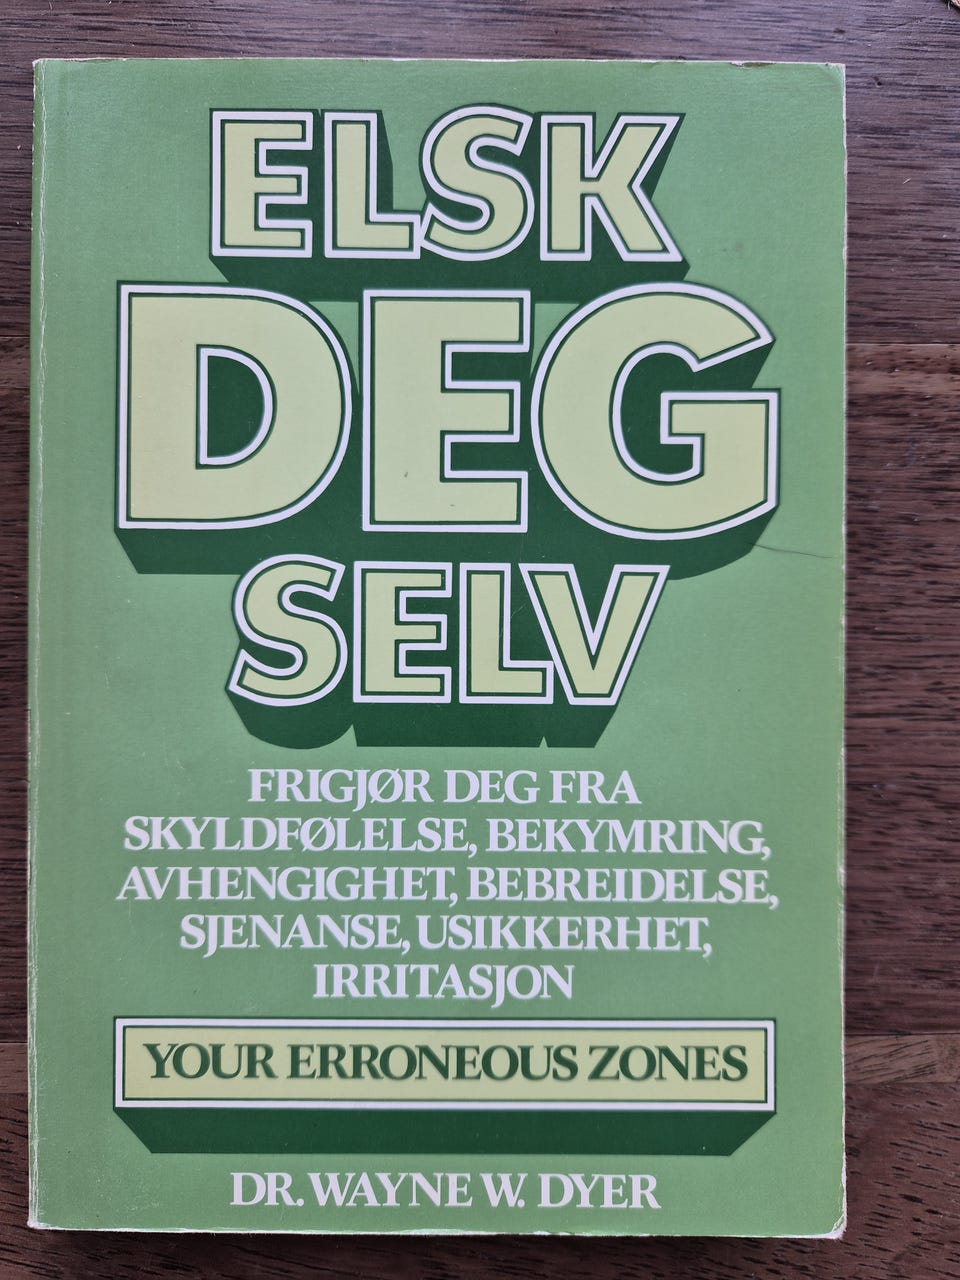 ELSK
DEG
SELV
FRIGJØR DEG FRA
SKYLDFØLELSE, BEKYMRING,
AVHENGIGHET, BEBREIDELSE,
SJENANSE, USIKKERHET,
IRRITASJON
YOUR ERRONEOUS ZONES
DR. WAYNE W. DYER